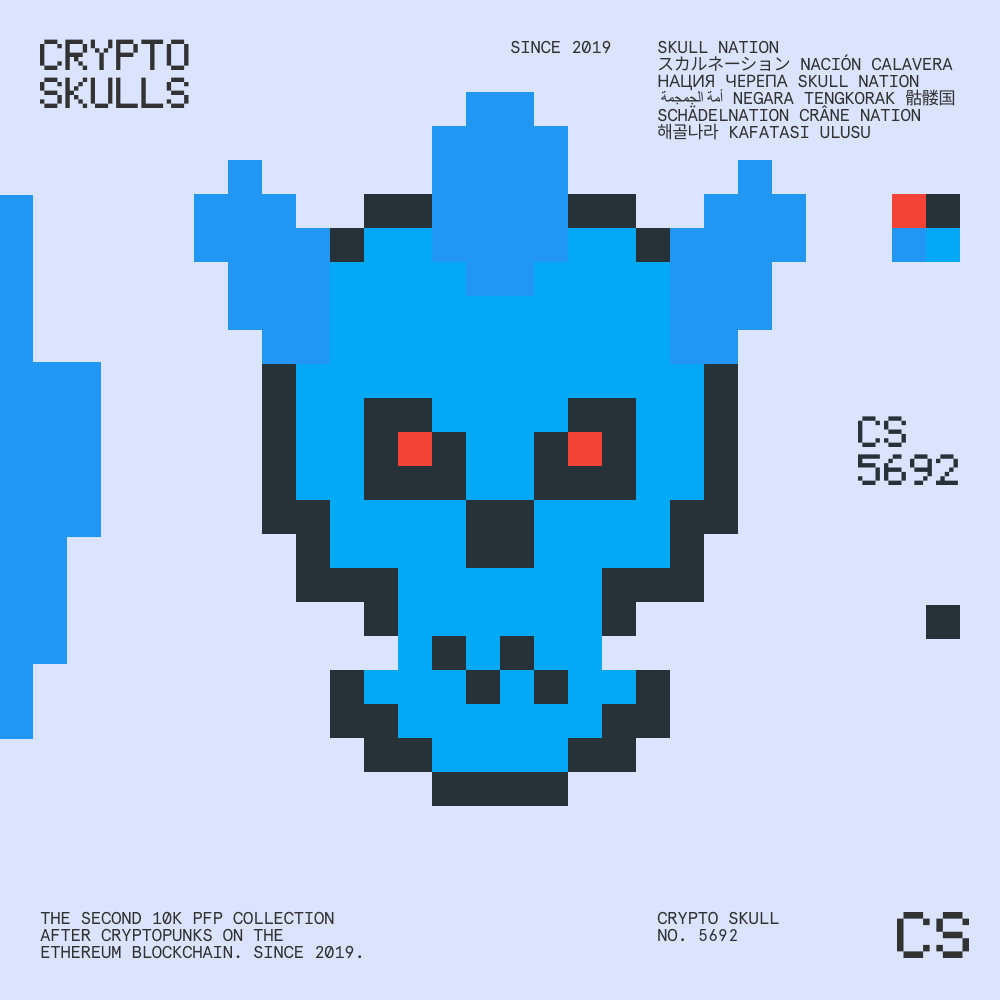 CRYPTO
SKULLS
SINCE 2019
SKULL NATION
スカルネーション NACIÓN CALAVERA
НАЦИЯ ЧЕРЕПА SKULL NATION
أمة الجمجمة NEGARA TENGKORAK 骷髅国
SCHÄDELNATION CRÂNE NATION
해골나라 KAFATASI ULUSU
CS
5692
THE SECOND 10K PFP COLLECTION
AFTER CRYPTOPUNKS ON THE
ETHEREUM BLOCKCHAIN. SINCE 2019.
CRYPTO SKULL
NO. 5692
CS